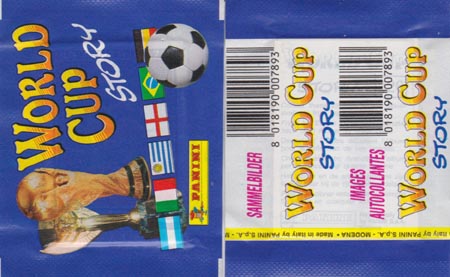 WORLD
CUP
STORY
PANINI
8 018190 007893
SAMMELBILDER
WORLD CUP
STORY
8 018190 007893
IMAGES
AUTOCOLLANTES
WORLD CUP
STORY
in Italy by PANINI S.p.A. - MODENA • Made in Italy by PANINI S.p.A. - M